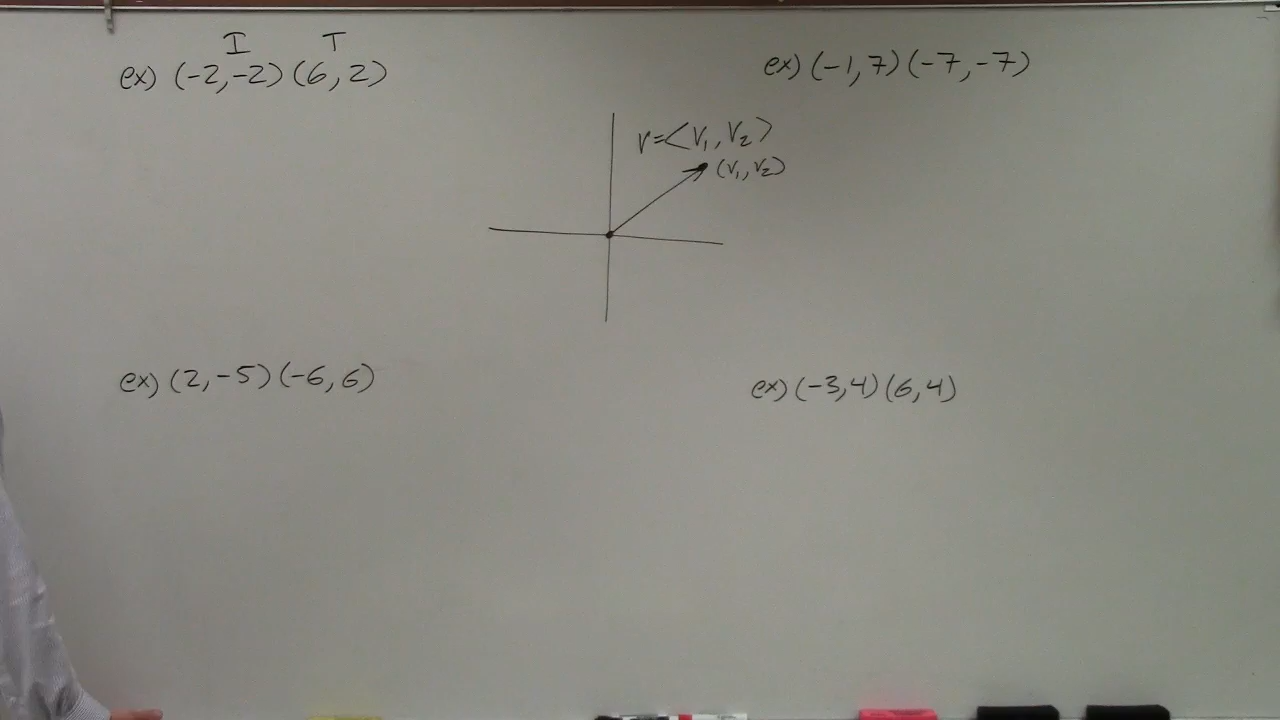 I T
ex) (-2,-2) (6,2)
ex) (-1,7) (-7,-7)
v=<v₁,v₂>
(v₁,v₂)
ex) (2,-5) (-6,6)
ex) (-3,4) (6,4)